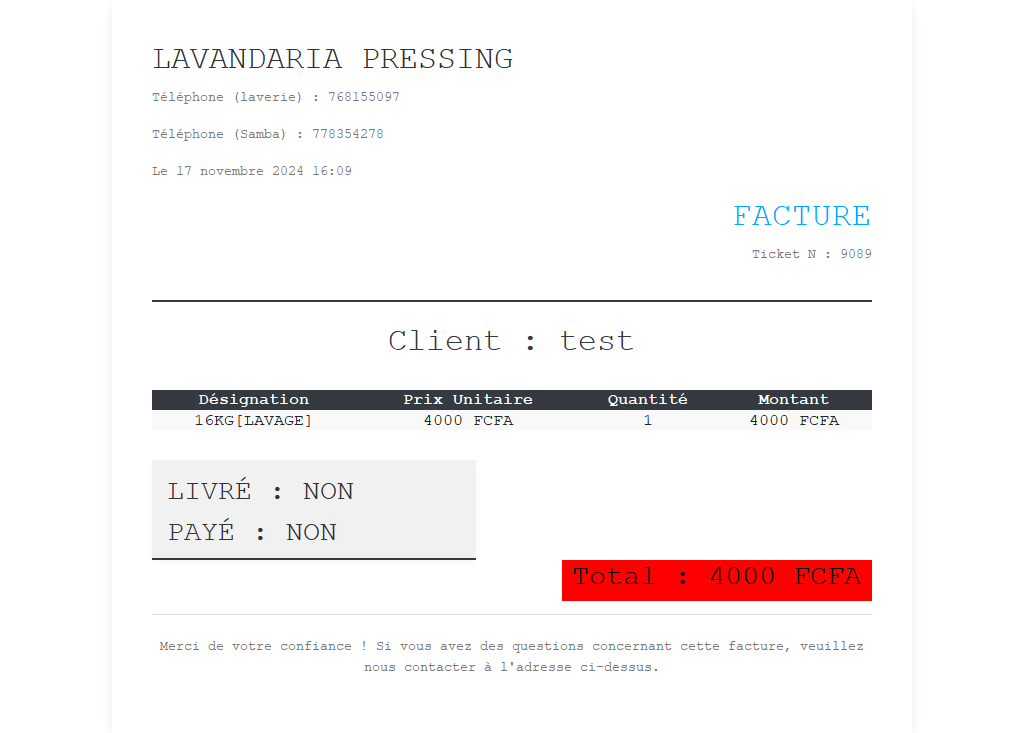 LAVANDARIA PRESSING
Téléphone (laverie) : 768155097
Téléphone (Samba) : 778354278
Le 17 novembre 2024 16:09
FACTURE
Ticket N : 9089
Client : test
Désignation Prix Unitaire Quantité Montant
16KG[LAVAGE] 4000 FCFA 1 4000 FCFA
LIVRÉ : NON
PAYÉ : NON
Total : 4000 FCFA
Merci de votre confiance ! Si vous avez des questions concernant cette facture, veuillez
nous contacter à l'adresse ci-dessus.